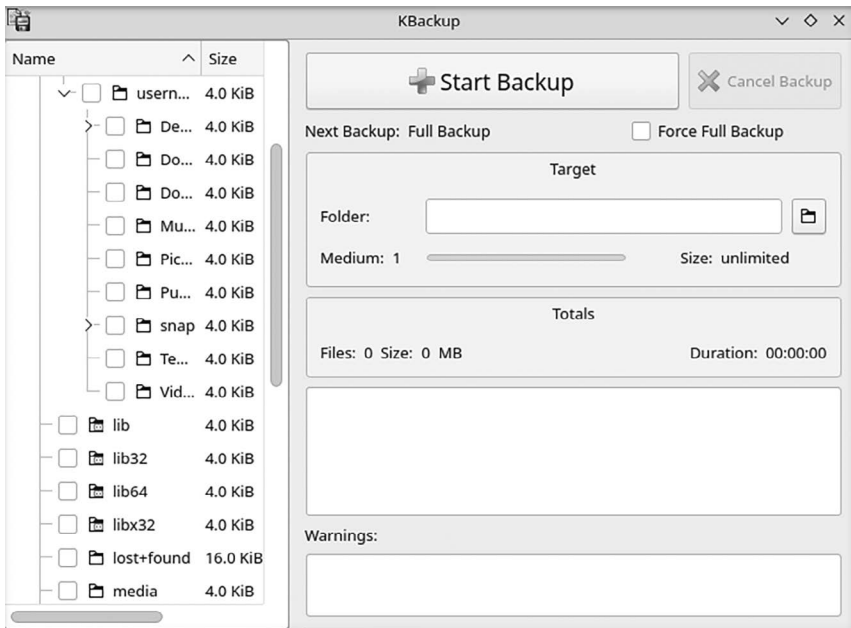 KBackup
Name Size
usern... 4.0 KiB
De... 4.0 KiB
Do... 4.0 KiB
Do... 4.0 KiB
Mu... 4.0 KiB
Pic... 4.0 KiB
Pu... 4.0 KiB
snap 4.0 KiB
Te... 4.0 KiB
Vid... 4.0 KiB
lib 4.0 KiB
lib32 4.0 KiB
lib64 4.0 KiB
libx32 4.0 KiB
lost+found 16.0 KiB
media 4.0 KiB
Start Backup
Cancel Backup
Next Backup: Full Backup
Force Full Backup
Target
Folder:
Medium: 1
Size: unlimited
Totals
Files: 0 Size: 0 MB
Duration: 00:00:00
Warnings: